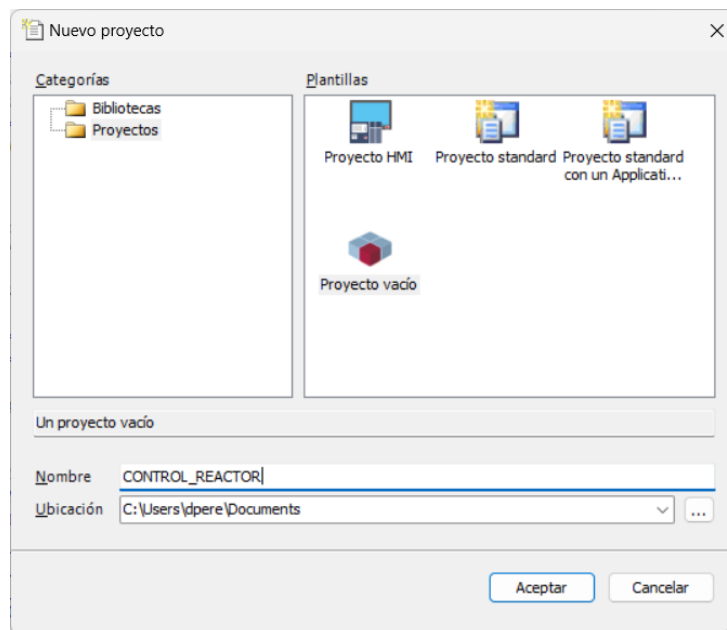 Nuevo proyecto
Categorías
Plantillas
Bibliotecas
Proyectos
Proyecto HMI
Proyecto standard
Proyecto standard
con un Applicati...
Proyecto vacío
Un proyecto vacío
Nombre CONTROL_REACTOR
Ubicación C:\Users\dpere\Documents
...
Aceptar Cancelar